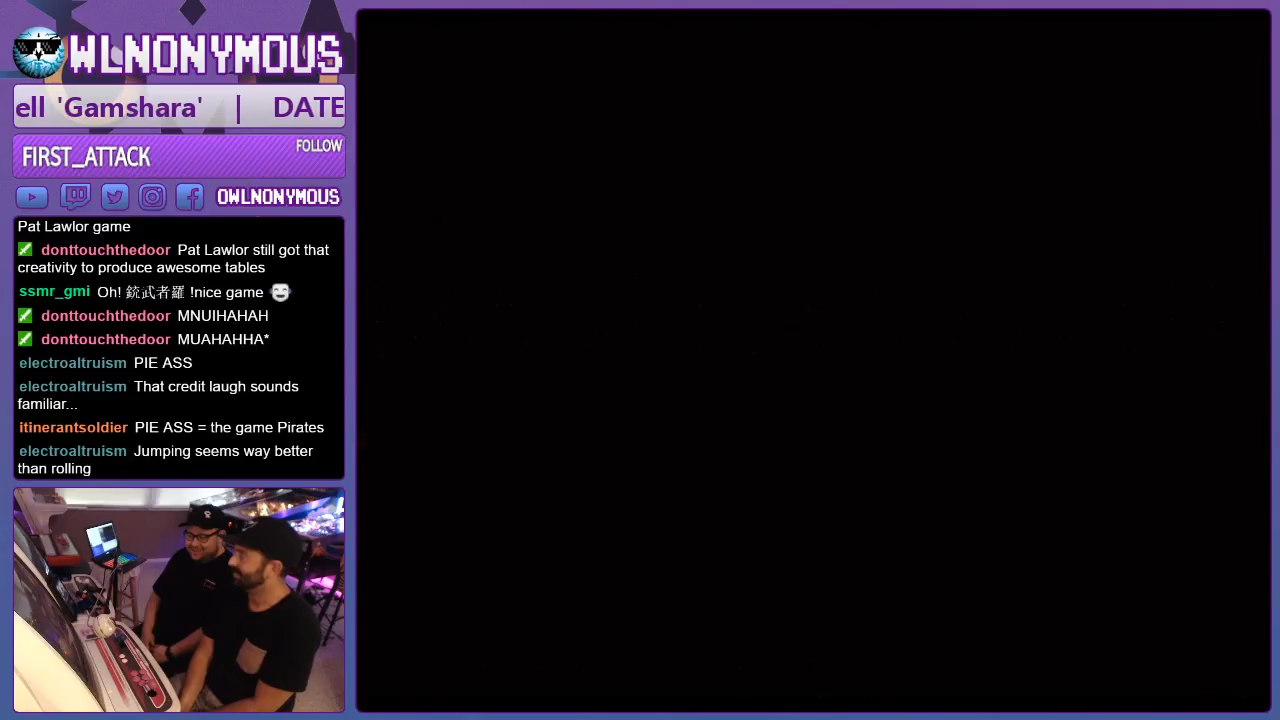 WLNONYMOUS
ell 'Gamshara' | DATE
FIRST_ATTACK
FOLLOW
OWLNONYMOUS
Pat Lawlor game
donttouchthedoor Pat Lawlor still got that
creativity to produce awesome tables
ssmr_gmi Oh! 銃武者羅 !nice game
donttouchthedoor MNUIHAHAH
donttouchthedoor MUAHAHHA*
electroaltruism PIE ASS
electroaltruism That credit laugh sounds
familiar...
itinerantsoldier PIE ASS = the game Pirates
electroaltruism Jumping seems way better
than rolling